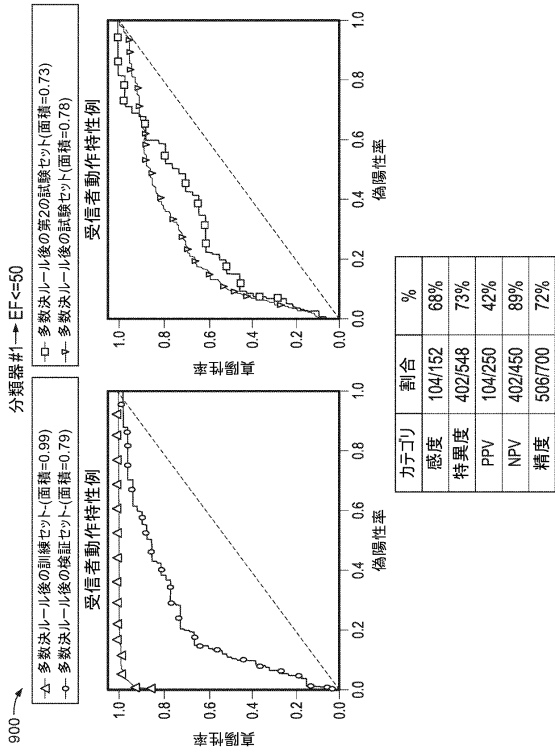 900
分類器#1→EF<=50
多数決ルール後の訓練セット-(面積=0.99)
多数決ルール後の検証セット-(面積=0.79)
受信者動作特性例
真陽性率
1.0
0.8
0.6
0.4
0.2
0.0
0.0 0.2 0.4 0.6 0.8 1.0
偽陽性率
多数決ルール後の第2の試験セット(面積=0.73)
多数決ルール後の試験セット(面積=0.78)
受信者動作特性例
真陽性率
1.0
0.8
0.6
0.4
0.2
0.0
0.0 0.2 0.4 0.6 0.8 1.0
偽陽性率
カテゴリ 割合 %
感度 104/152 68%
特異度 402/548 73%
PPV 104/250 42%
NPV 402/450 89%
精度 506/700 72%